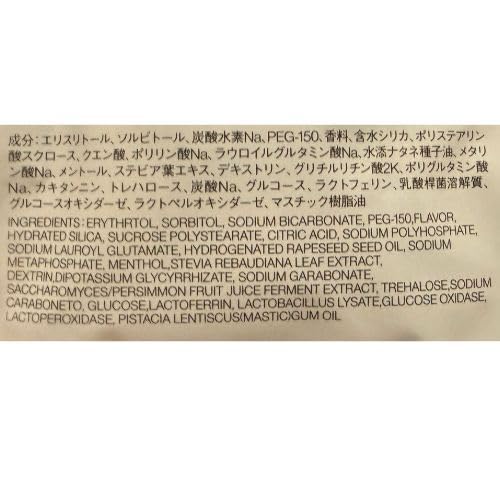 成分:エリスリトール、ソルビトール、炭酸水素Na、PEG-150、香料、含水シリカ、ポリステアリン
酸スクロース、クエン酸、ポリリン酸Na、ラウロイルグルタミン酸Na、水添ナタネ種子油、メタリ
ン酸Na、メントール、ステビア葉エキス、デキストリン、グリチルリチン酸2K、ポリグルタミン酸
Na、カキタンニン、トレハロース、炭酸Na、グルコース、ラクトフェリン、乳酸桿菌溶解質、
グルコースオキシダーゼ、ラクトペルオキシダーゼ、マスチック樹脂油
INGREDIENTS:ERYTHRTOL, SORBITOL, SODIUM BICARBONATE, PEG-150,FLAVOR,
HYDRATED SILICA, SUCROSE POLYSTEARATE, CITRIC ACID, SODIUM POLYPHOSPHATE,
SODIUM LAUROYL GLUTAMATE, HYDROGENATED RAPESEED SEED OIL, SODIUM
METAPHOSPHATE, MENTHOL,STEVIA REBAUDIANA LEAF EXTRACT,
DEXTRIN,DIPOTASSIUM GLYCYRRHIZATE, SODIUM GARABONATE,
SACCHAROMYCES/PERSIMMON FRUIT JUICE FERMENT EXTRACT, TREHALOSE,SODIUM
CARABONETO, GLUCOSE,LACTOFERRIN, LACTOBACILLUS LYSATE,GLUCOSE OXIDASE,
LACTOPEROXIDASE, PISTACIA LENTISCUS(MASTIC)GUM OIL